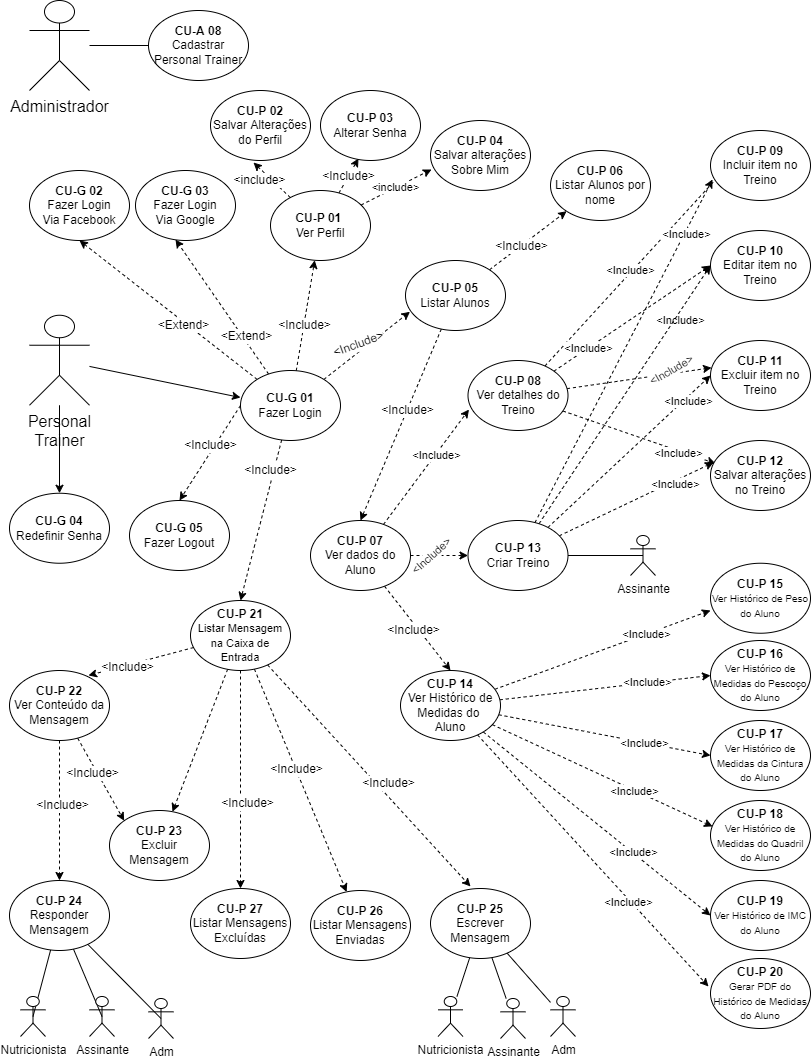 CU-A 08
Cadastrar
Personal Trainer
Administrador
CU-P 02
Salvar Alterações
do Perfil
CU-P 03
Alterar Senha
CU-P 04
Salvar alterações
Sobre Mim
CU-P 09
Incluir item no
Treino
<include>
<Include>
<include>
CU-P 06
Listar Alunos por
nome
CU-G 02
Fazer Login
Via Facebook
CU-G 03
Fazer Login
Via Google
CU-P 01
Ver Perfil
<Include>
<Include>
CU-P 10
Editar item no
Treino
<Include>
CU-P 05
Listar Alunos
<Extend>
<Extend>
<Include>
<Include>
<Include>
CU-P 11
Excluir item no
Treino
<Include>
Personal
Trainer
CU-G 01
Fazer Login
<Include>
CU-P 08
Ver detalhes do
Treino
<Include>
<Include>
<Include>
<Include>
<Include>
CU-P 12
Salvar alterações
no Treino
<Include>
<Include>
CU-G 04
Redefinir Senha
CU-G 05
Fazer Logout
CU-P 07
Ver dados do
Aluno
<Include>
CU-P 13
Criar Treino
Assinante
CU-P 15
Ver Histórico de Peso
do Aluno
CU-P 21
Listar Mensagem
na Caixa de
Entrada
<Include>
<Include>
<Include>
CU-P 22
Ver Conteúdo da
Mensagem
CU-P 14
Ver Histórico de
Medidas do
Aluno
<Include>
CU-P 16
Ver Histórico de
Medidas do Pescoço
do Aluno
<Include>
CU-P 17
Ver Histórico de
Medidas da Cintura
do Aluno
<Include>
<Include>
<Include>
<Include>
<Include>
<Include>
CU-P 18
Ver Histórico de
Medidas do Quadril
do Aluno
CU-P 23
Excluir
Mensagem
<Include>
CU-P 24
Responder
Mensagem
CU-P 27
Listar Mensagens
Excluídas
CU-P 26
Listar Mensagens
Enviadas
CU-P 25
Escrever
Mensagem
<Include>
CU-P 19
Ver Histórico de IMC
do Aluno
CU-P 20
Gerar PDF do
Histórico de Medidas
do Aluno
Nutricionista
Assinante
Adm
Nutricionista
Assinante
Adm